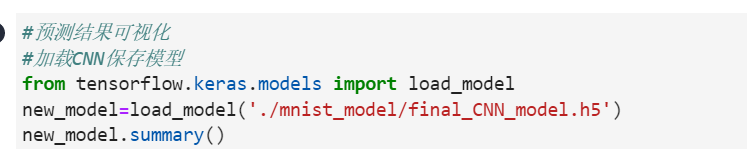 #预测结果可视化
#加载CNN保存模型
from tensorflow.keras.models import load_model
new_model=load_model('./mnist_model/final_CNN_model.h5')
new_model.summary()